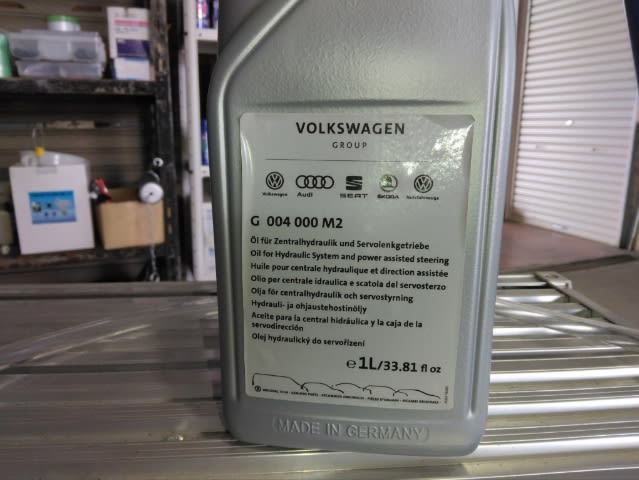 VOLKSWAGEN
GROUP
Volkswagen Audi SEAT ŠKODA Nutzfahrzeuge
G 004 000 M2
Öl für Zentralhydraulik und Servolenkgetriebe
Oil for Hydraulic System and power assisted steering
Huile pour centrale hydraulique et direction assistée
Olio per centrale idraulica e scatola del servosterzo
Olja för centralhydraulik och servostyrning
Hydrauli- ja ohjaustehostinöljy
Aceite para la central hidráulica y la caja de la
servodirección
Olej hydraulický do servořízení
℮ 1L/33.81 fl oz
MADE IN GERMANY